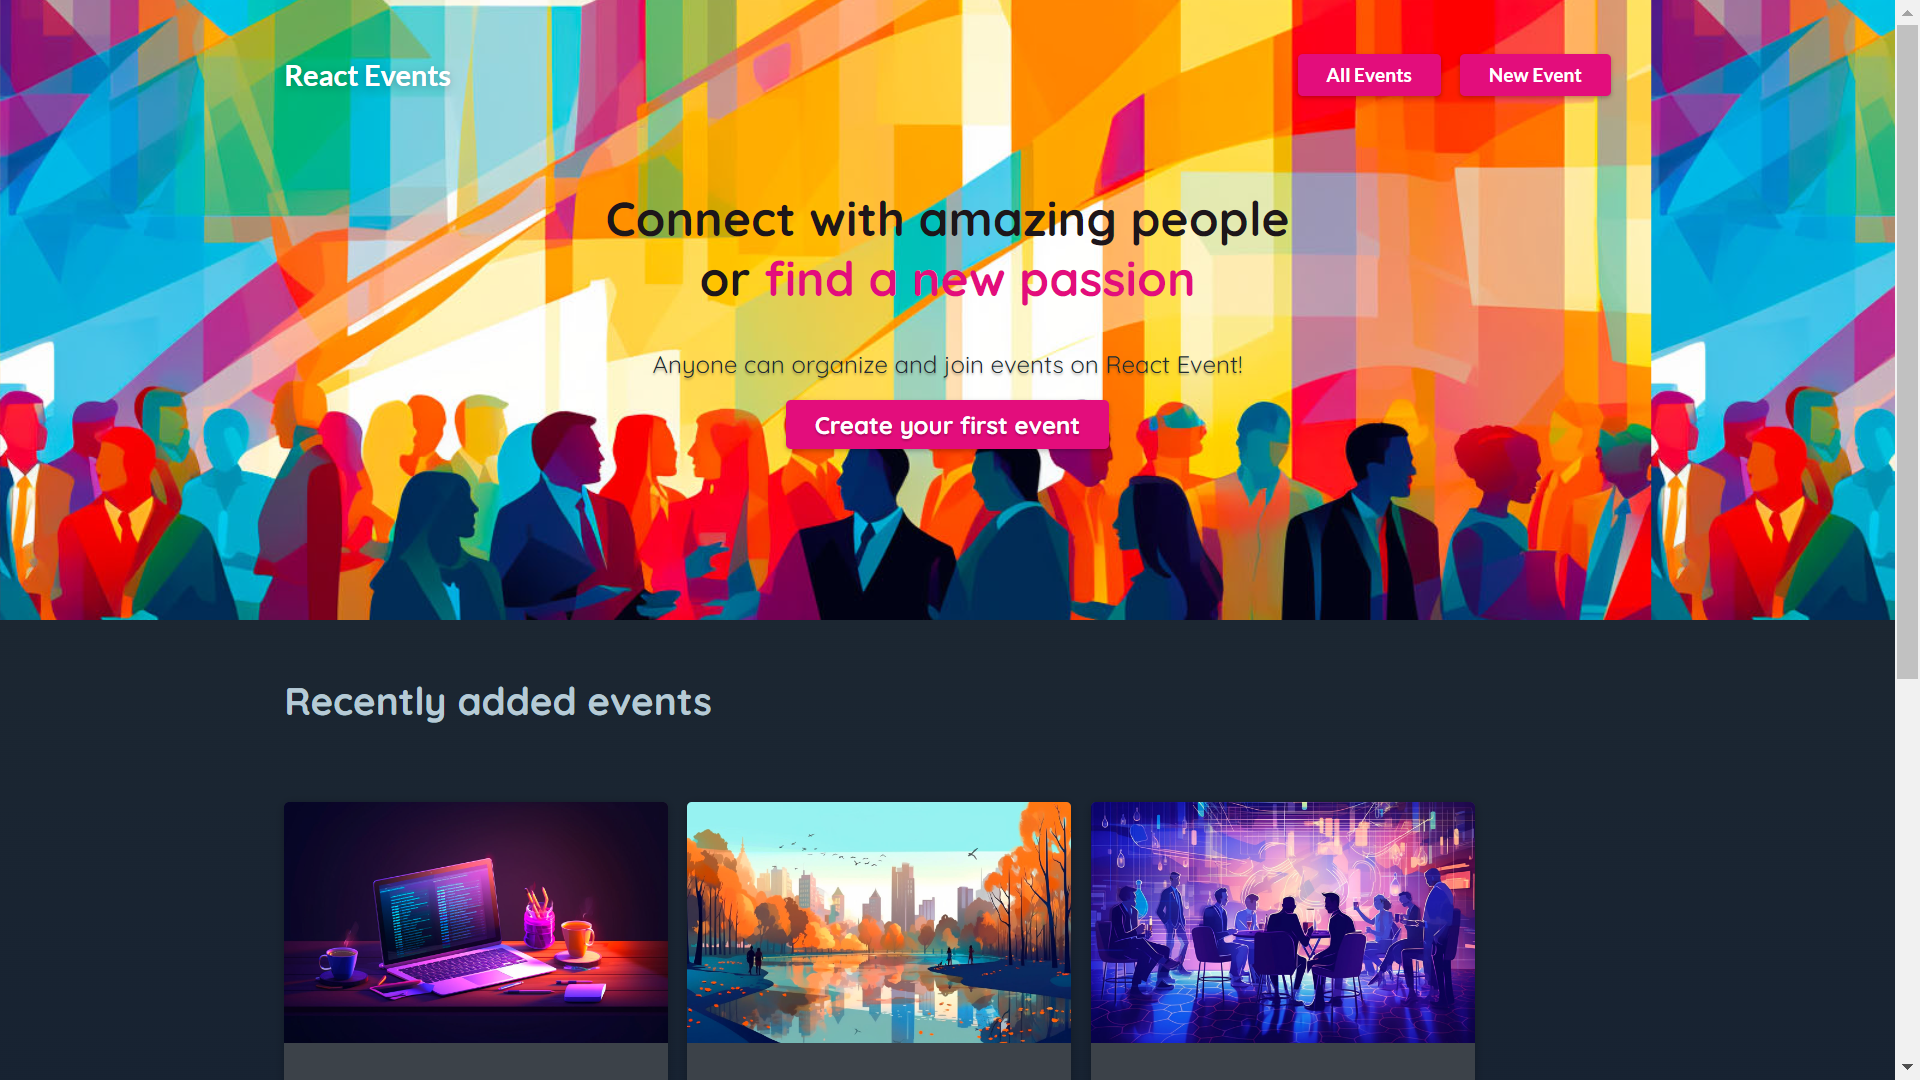 React Events
All Events
New Event
Connect with amazing people
or find a new passion
Anyone can organize and join events on React Event!
Create your first event
Recently added events